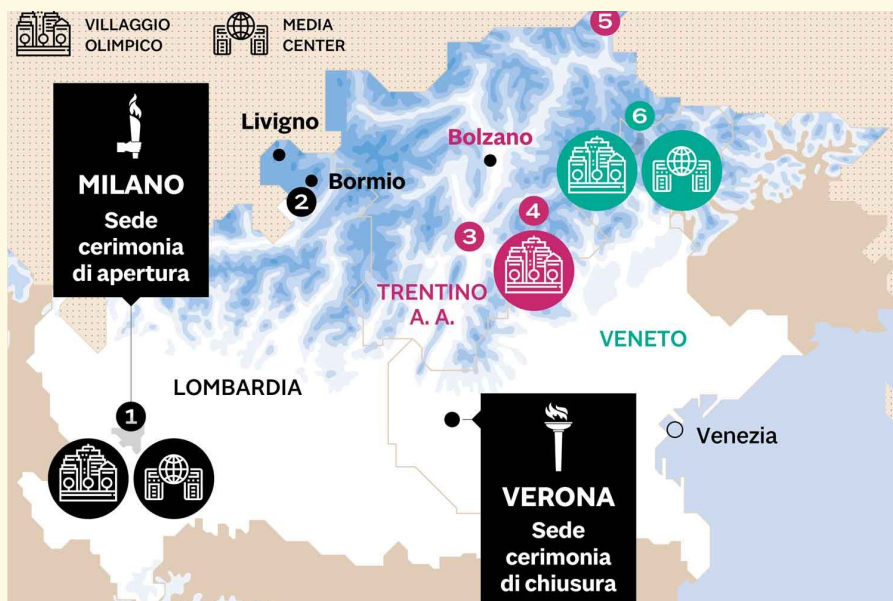 VILLAGGIO
OLIMPICO
MEDIA
CENTER
5
MILANO
Sede
cerimonia
di apertura
Livigno
Bormio
2
Bolzano
6
4
3
TRENTINO
A. A.
VENETO
LOMBARDIA
1
Venezia
VERONA
Sede
cerimonia
di chiusura